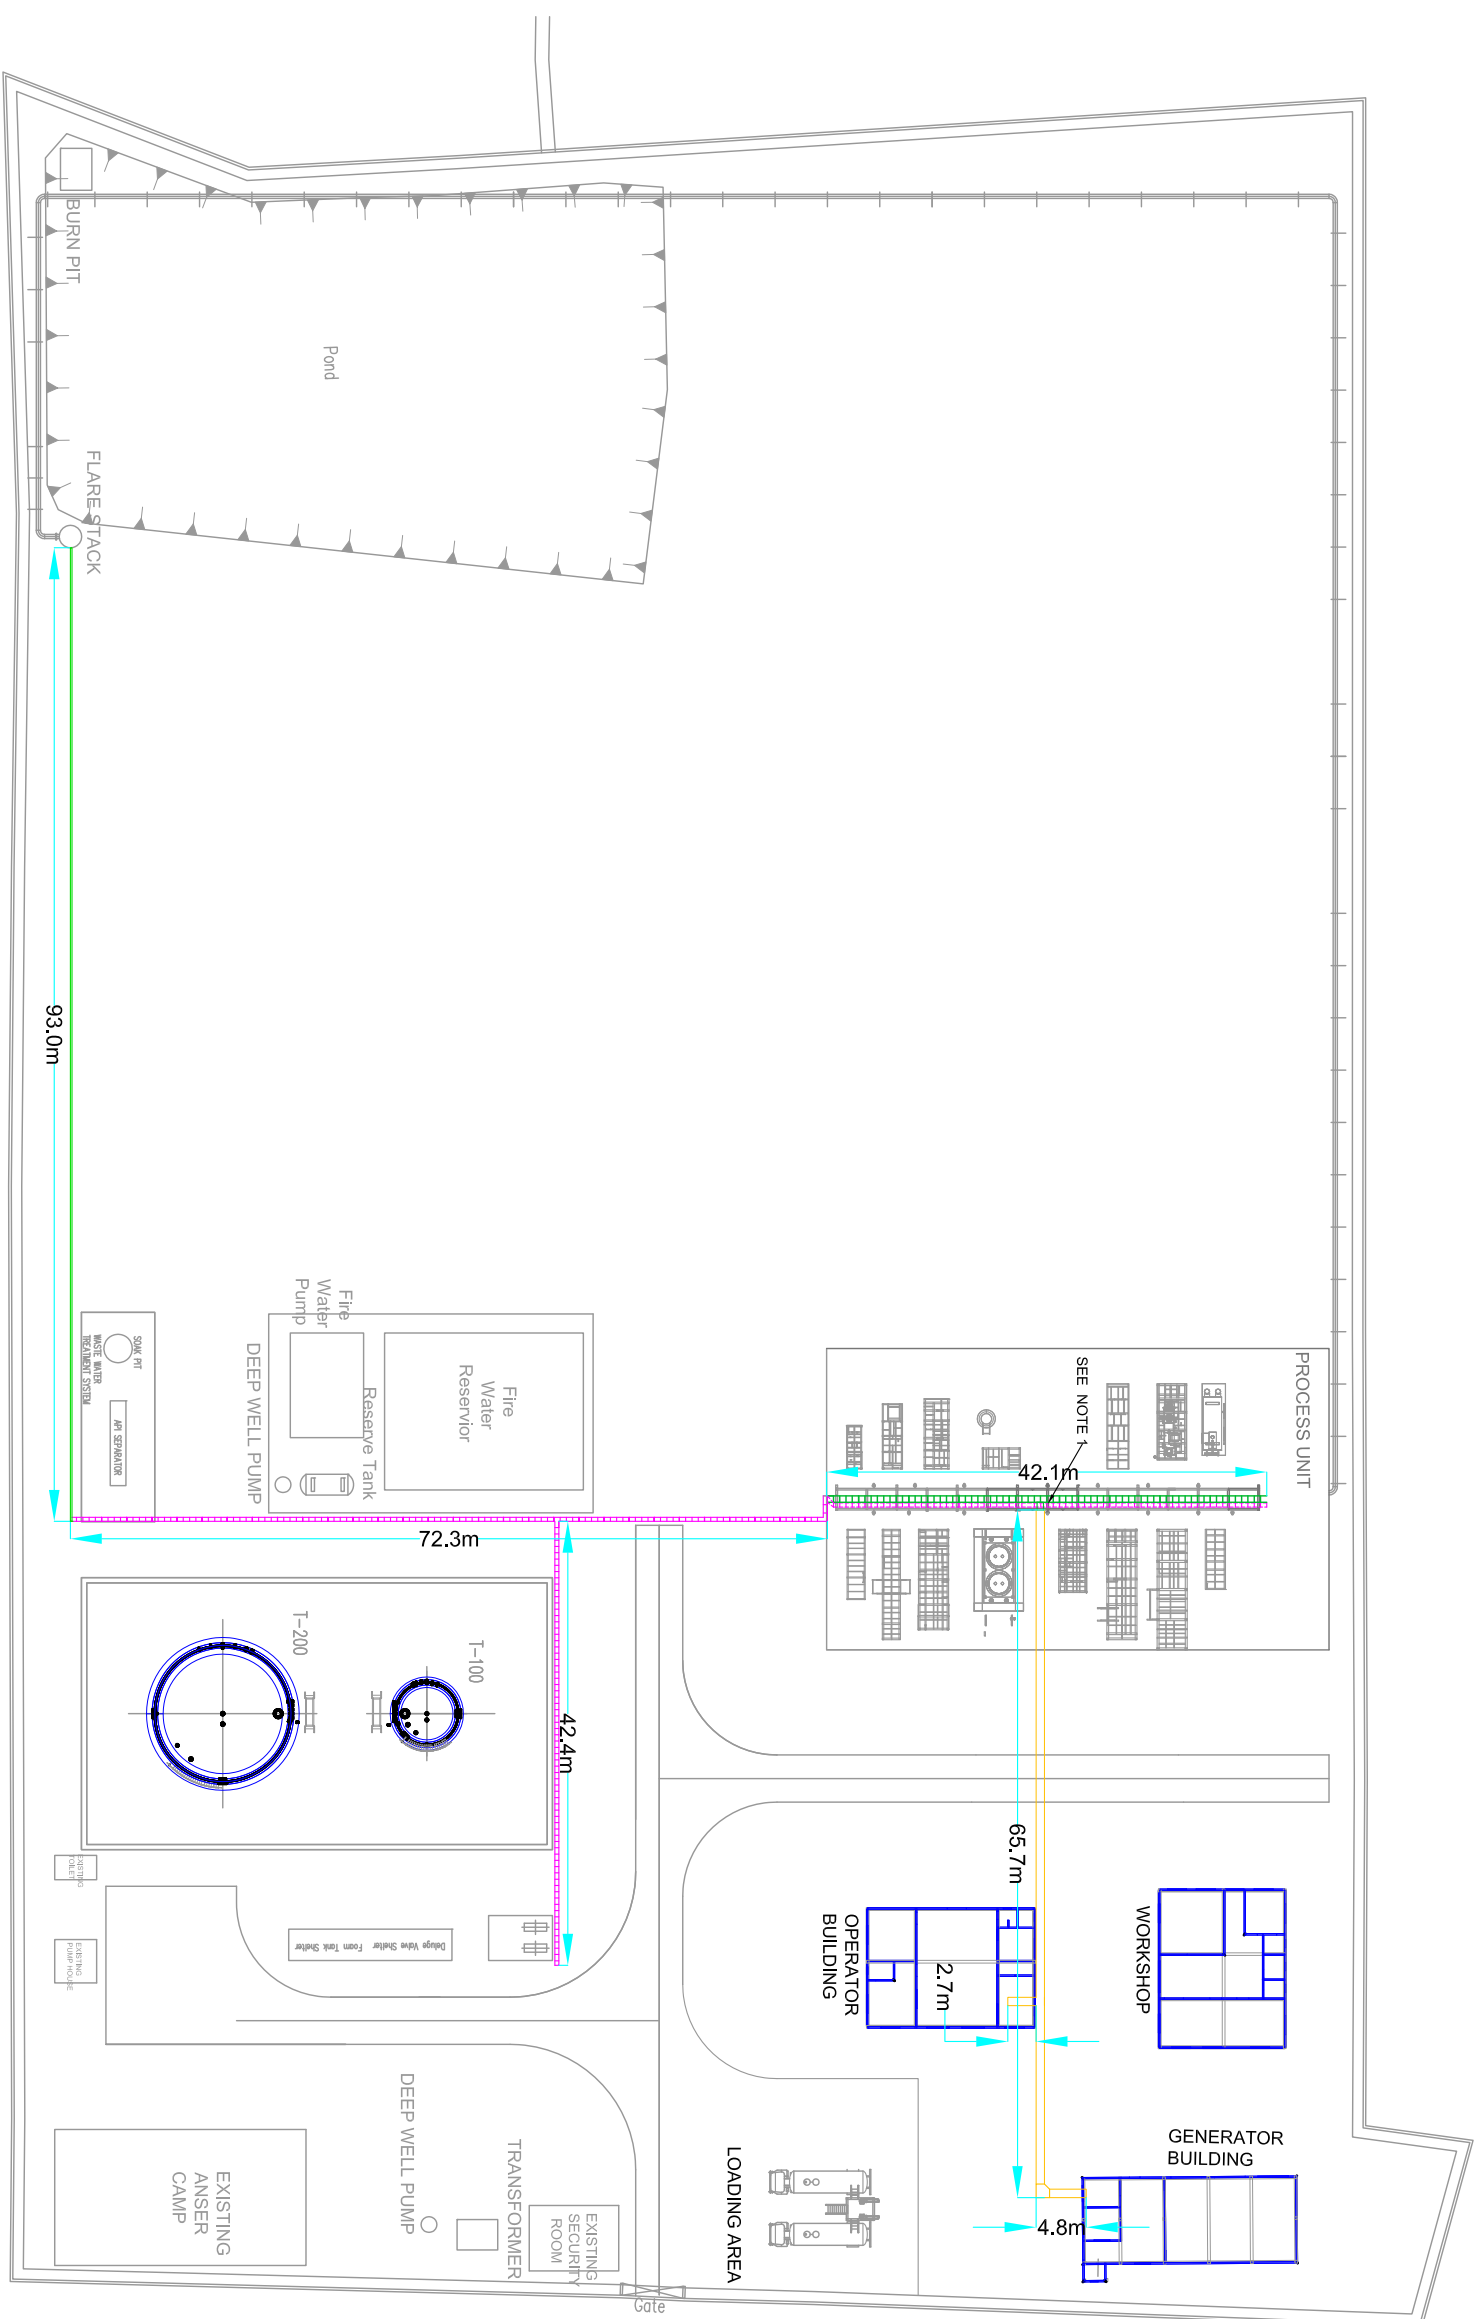 BURN PIT
Pond
FLARE STACK
93.0m
Fire
Water
Pump
Fire
Water
Reservior
Reserve Tank
DEEP WELL PUMP
SOAK PIT
WASTE WATER
TREATMENT SYSTEM
API SEPARATOR
PROCESS UNIT
SEE NOTE 1
42.1m
72.3m
T-200
T-100
42.4m
65.7m
EXISTING
TOILET
EXISTING
PUMP HOUSE
Deluge Valve Shelter
Foam Tank Shelter
OPERATOR
BUILDING
2.7m
WORKSHOP
GENERATOR
BUILDING
4.8m
DEEP WELL PUMP
TRANSFORMER
EXISTING
ANSER
CAMP
EXISTING
SECURITY
ROOM
LOADING AREA
Gate